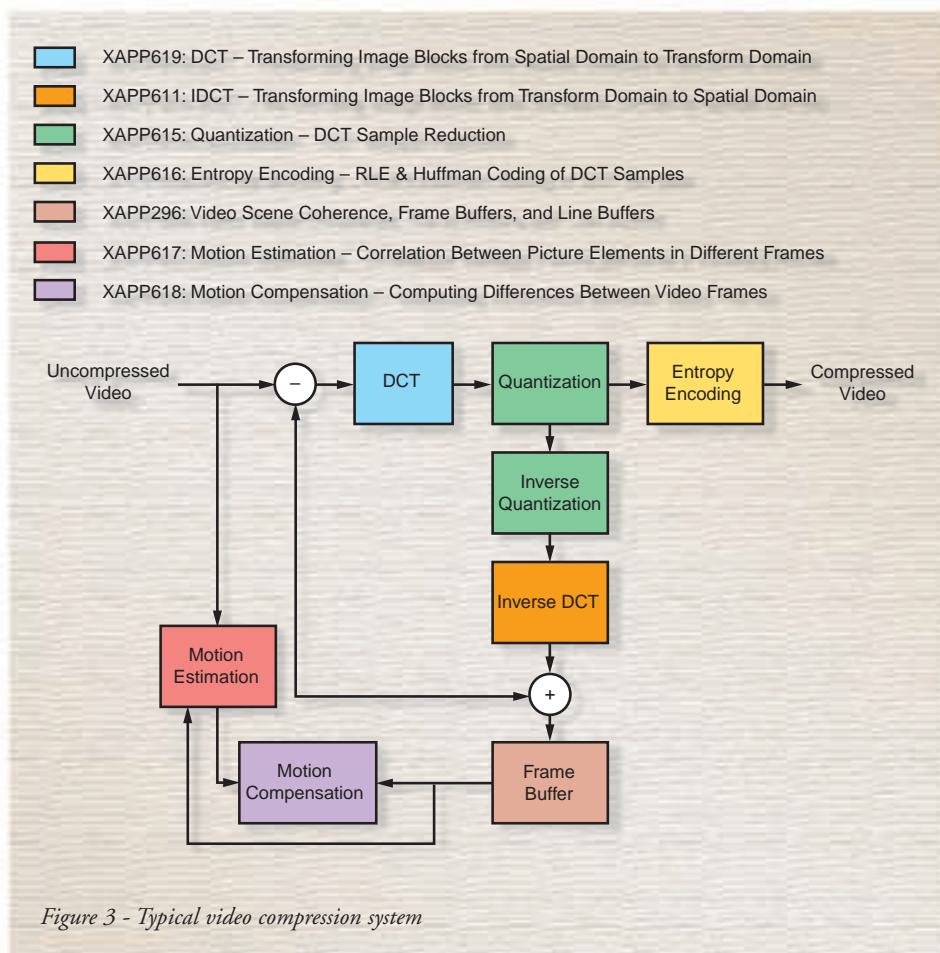 XAPP619: DCT – Transforming Image Blocks from Spatial Domain to Transform Domain
XAPP611: IDCT – Transforming Image Blocks from Transform Domain to Spatial Domain
XAPP615: Quantization – DCT Sample Reduction
XAPP616: Entropy Encoding – RLE & Huffman Coding of DCT Samples
XAPP296: Video Scene Coherence, Frame Buffers, and Line Buffers
XAPP617: Motion Estimation – Correlation Between Picture Elements in Different Frames
XAPP618: Motion Compensation – Computing Differences Between Video Frames
Uncompressed
Video
–
DCT
Quantization
Entropy
Encoding
Compressed
Video
Inverse
Quantization
Inverse DCT
Motion
Estimation
+
Motion
Compensation
Frame
Buffer
Figure 3 - Typical video compression system